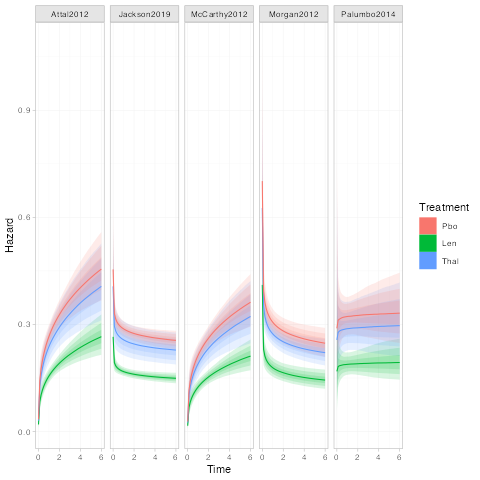 Attal2012 Jackson2019 McCarthy2012 Morgan2012 Palumbo2014
0.9
0.6
0.3
0.0
Hazard
0 2 4 6 0 2 4 6 0 2 4 6 0 2 4 6 0 2 4 6
Time
Treatment
Pbo
Len
Thal